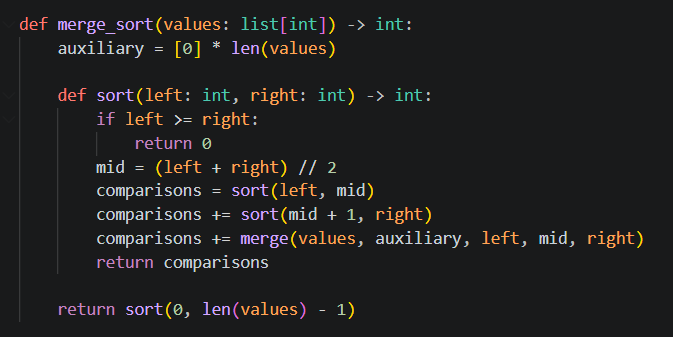 def merge_sort(values: list[int]) -> int:
    auxiliary = [0] * len(values)

    def sort(left: int, right: int) -> int:
        if left >= right:
            return 0
        mid = (left + right) // 2
        comparisons = sort(left, mid)
        comparisons += sort(mid + 1, right)
        comparisons += merge(values, auxiliary, left, mid, right)
        return comparisons

    return sort(0, len(values) - 1)